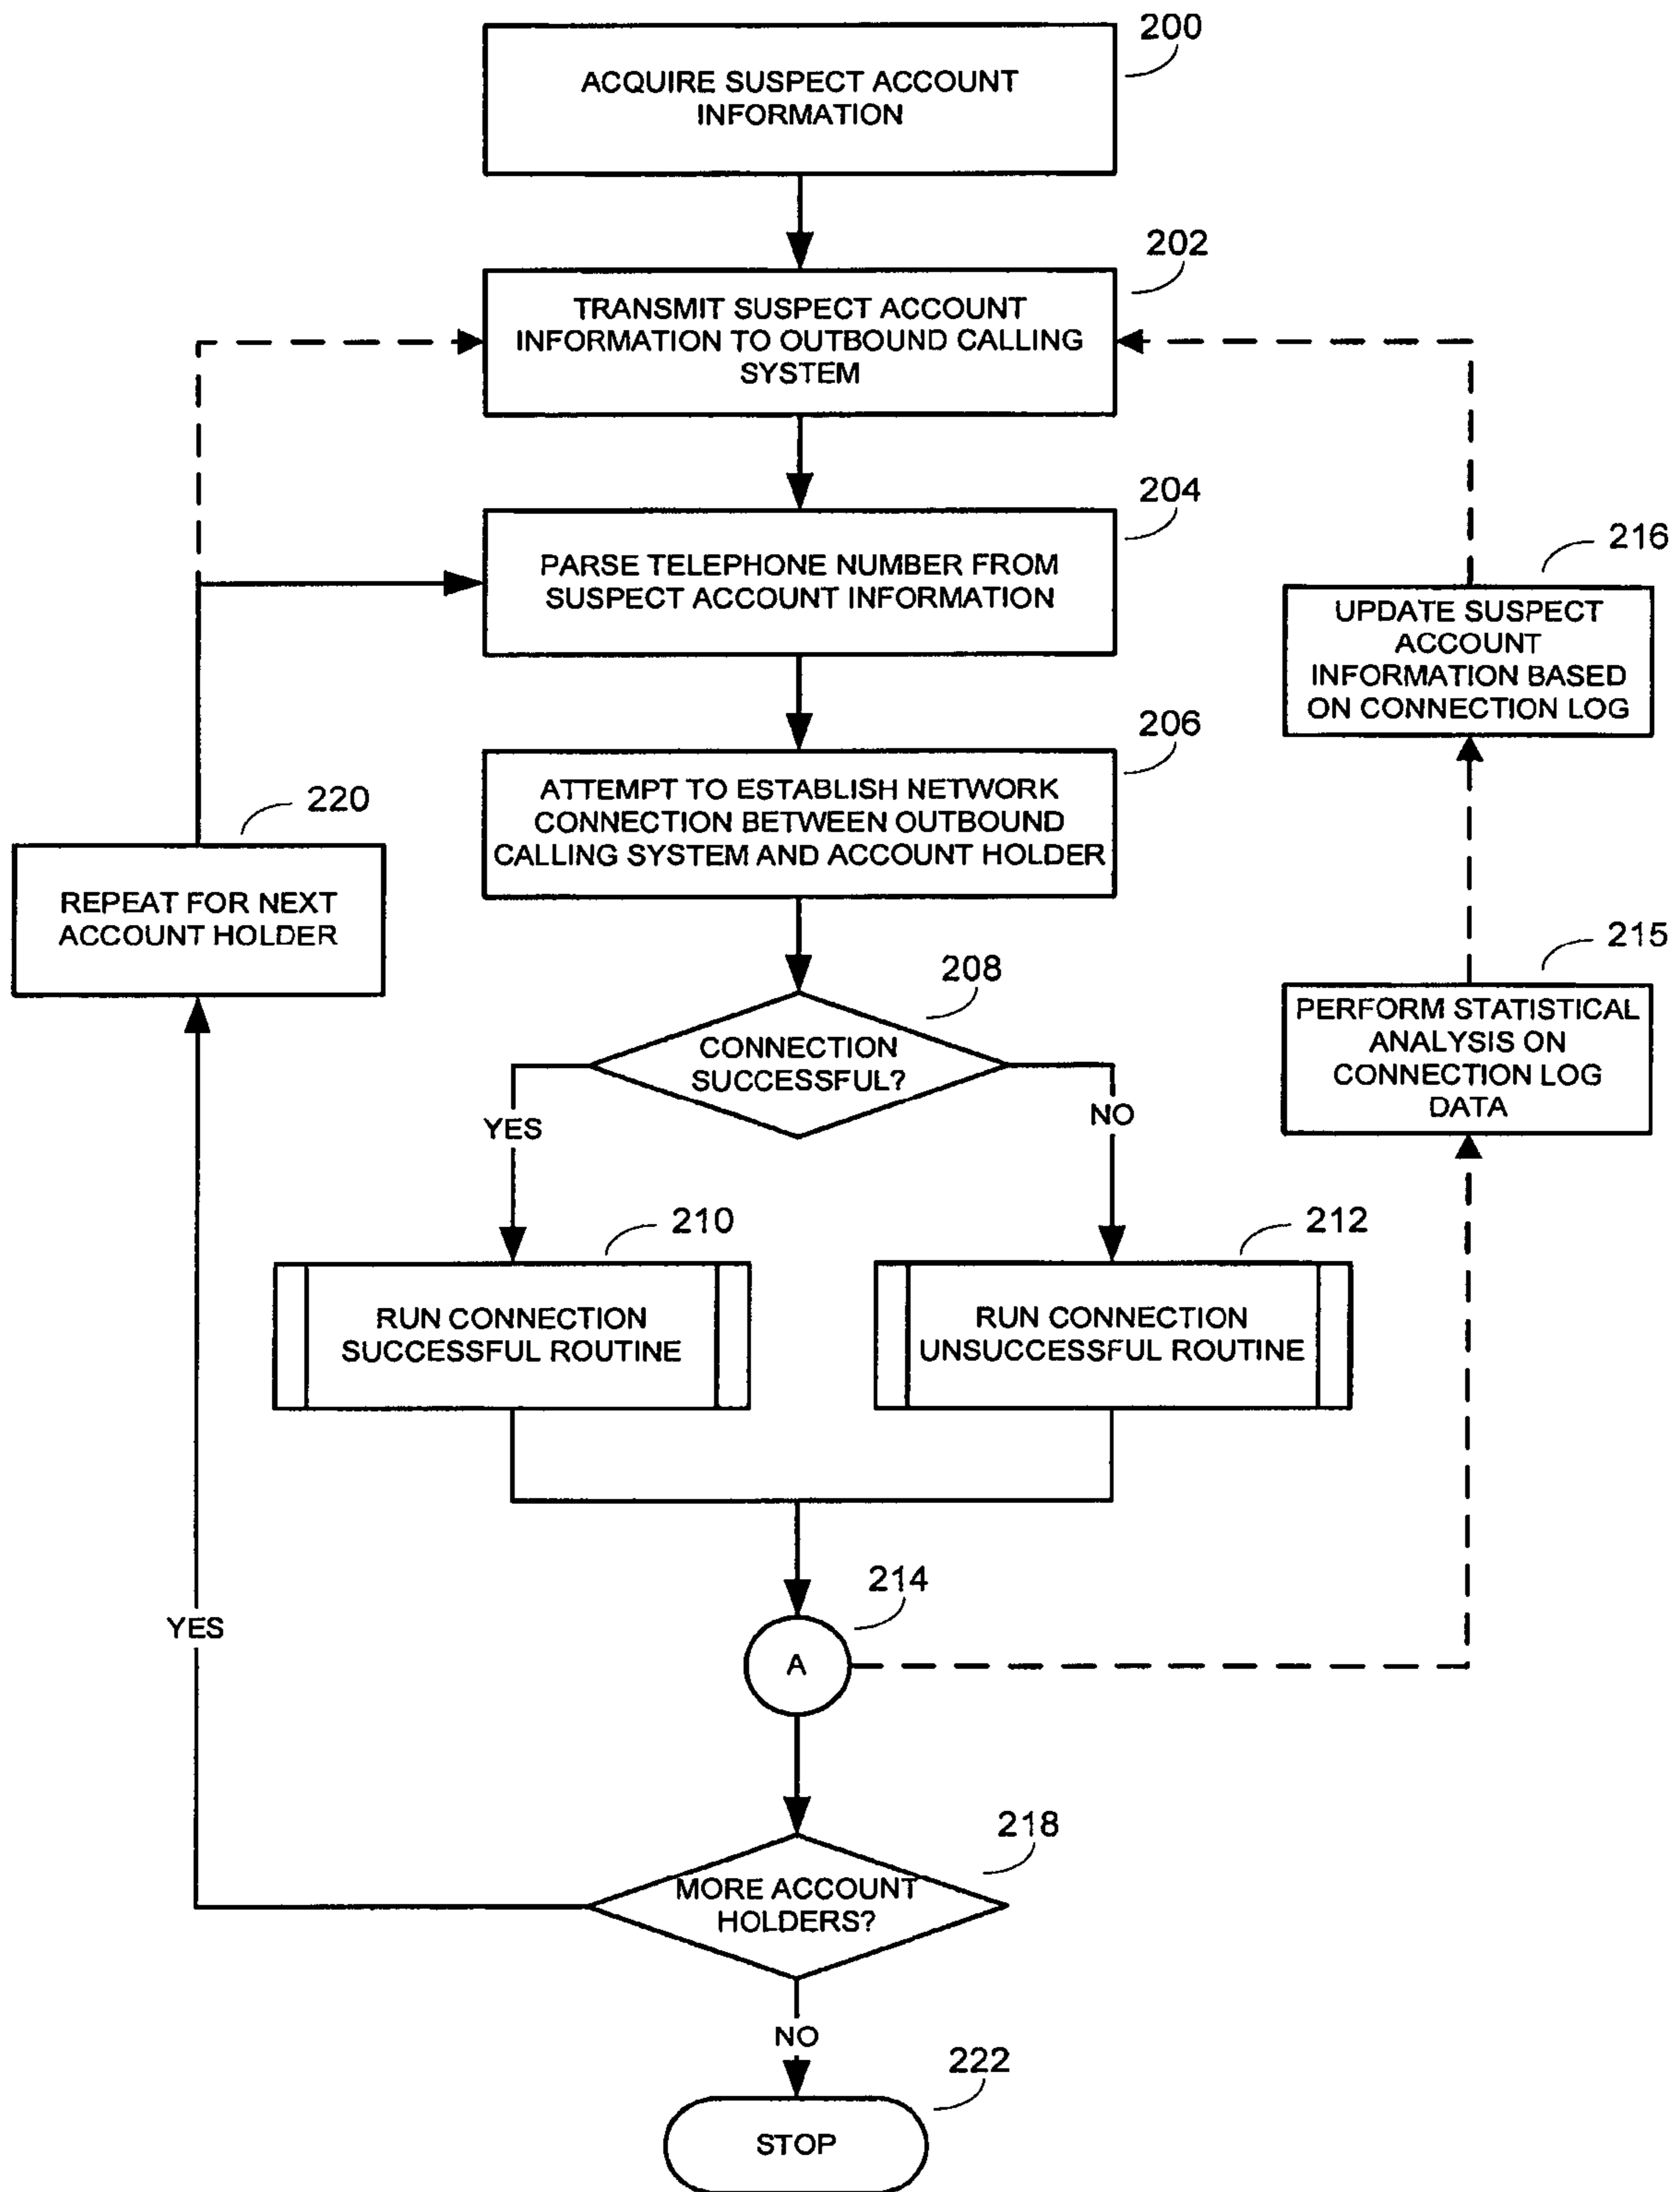 200
ACQUIRE SUSPECT ACCOUNT
INFORMATION
202
TRANSMIT SUSPECT ACCOUNT
INFORMATION TO OUTBOUND CALLING
SYSTEM
204
PARSE TELEPHONE NUMBER FROM
SUSPECT ACCOUNT INFORMATION
216
UPDATE SUSPECT
ACCOUNT
INFORMATION BASED
ON CONNECTION LOG
206
ATTEMPT TO ESTABLISH NETWORK
CONNECTION BETWEEN OUTBOUND
CALLING SYSTEM AND ACCOUNT HOLDER
220
REPEAT FOR NEXT
ACCOUNT HOLDER
208
CONNECTION
SUCCESSFUL?
215
PERFORM STATISTICAL
ANALYSIS ON
CONNECTION LOG
DATA
YES
NO
210
RUN CONNECTION
SUCCESSFUL ROUTINE
212
RUN CONNECTION
UNSUCCESSFUL ROUTINE
214
A
YES
218
MORE ACCOUNT
HOLDERS?
NO
222
STOP